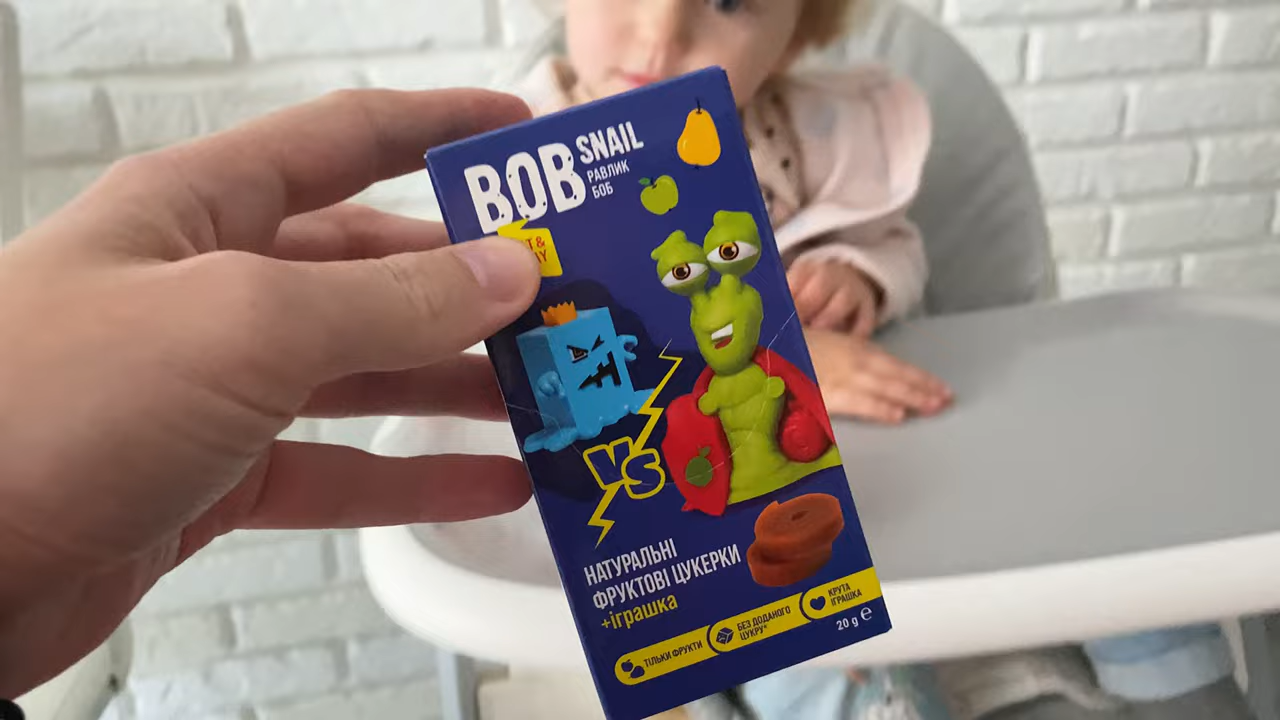 BOB SNAIL
РАВЛИК
БОБ
VS
НАТУРАЛЬНІ
ФРУКТОВІ ЦУКЕРКИ
+іграшка
ТІЛЬКИ ФРУКТИ
БЕЗ ДОДАНОГО
ЦУКРУ*
КРУТА
ІГРАШКА
20 g e